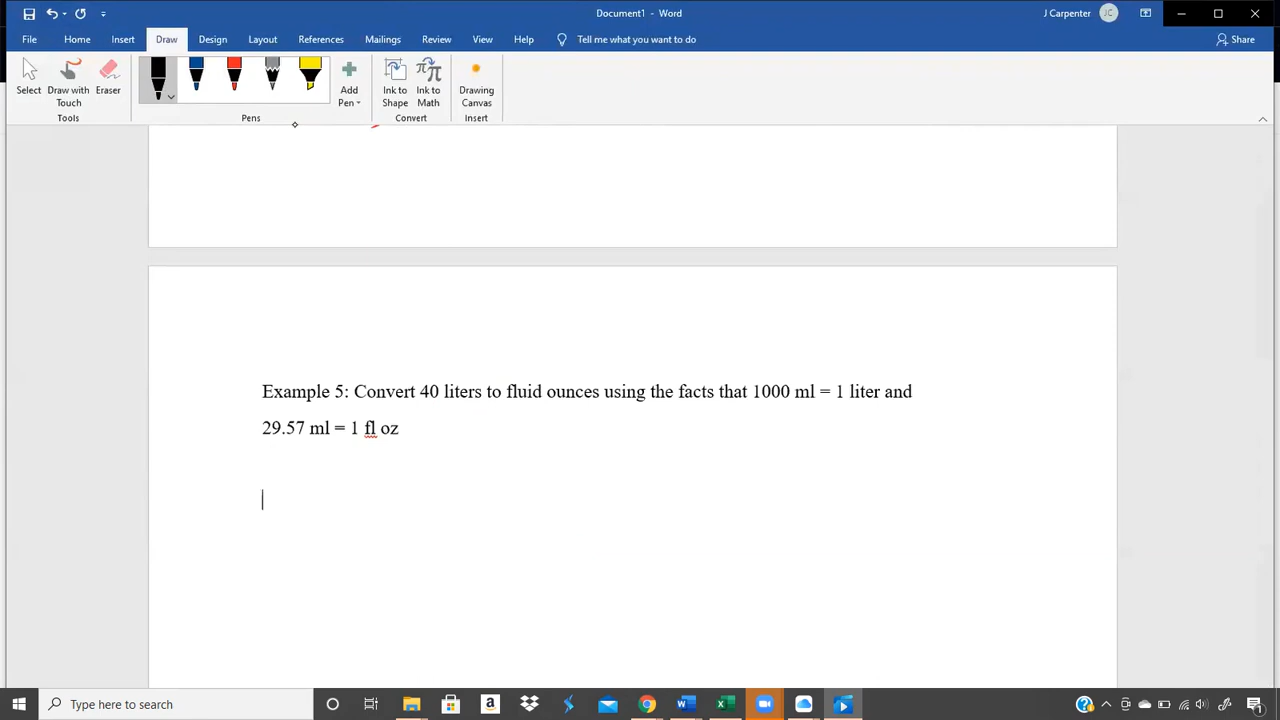 Document1 - Word
J Carpenter
JC
File
Home
Insert
Draw
Design
Layout
References
Mailings
Review
View
Help
Tell me what you want to do
Share
Select
Draw with
Touch
Eraser
Add
Pen
Ink to
Shape
Ink to
Math
Drawing
Canvas
Tools
Pens
Convert
Insert
Example 5: Convert 40 liters to fluid ounces using the facts that 1000 ml = 1 liter and
29.57 ml = 1 fl oz
Type here to search